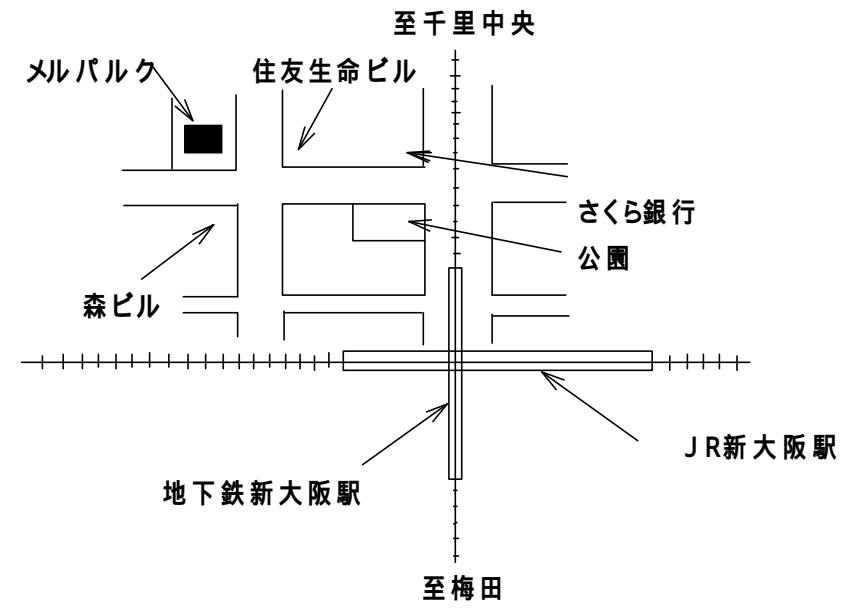 至千里中央
メルパルク
住友生命ビル
さくら銀行
公園
森ビル
JR新大阪駅
地下鉄新大阪駅
至梅田